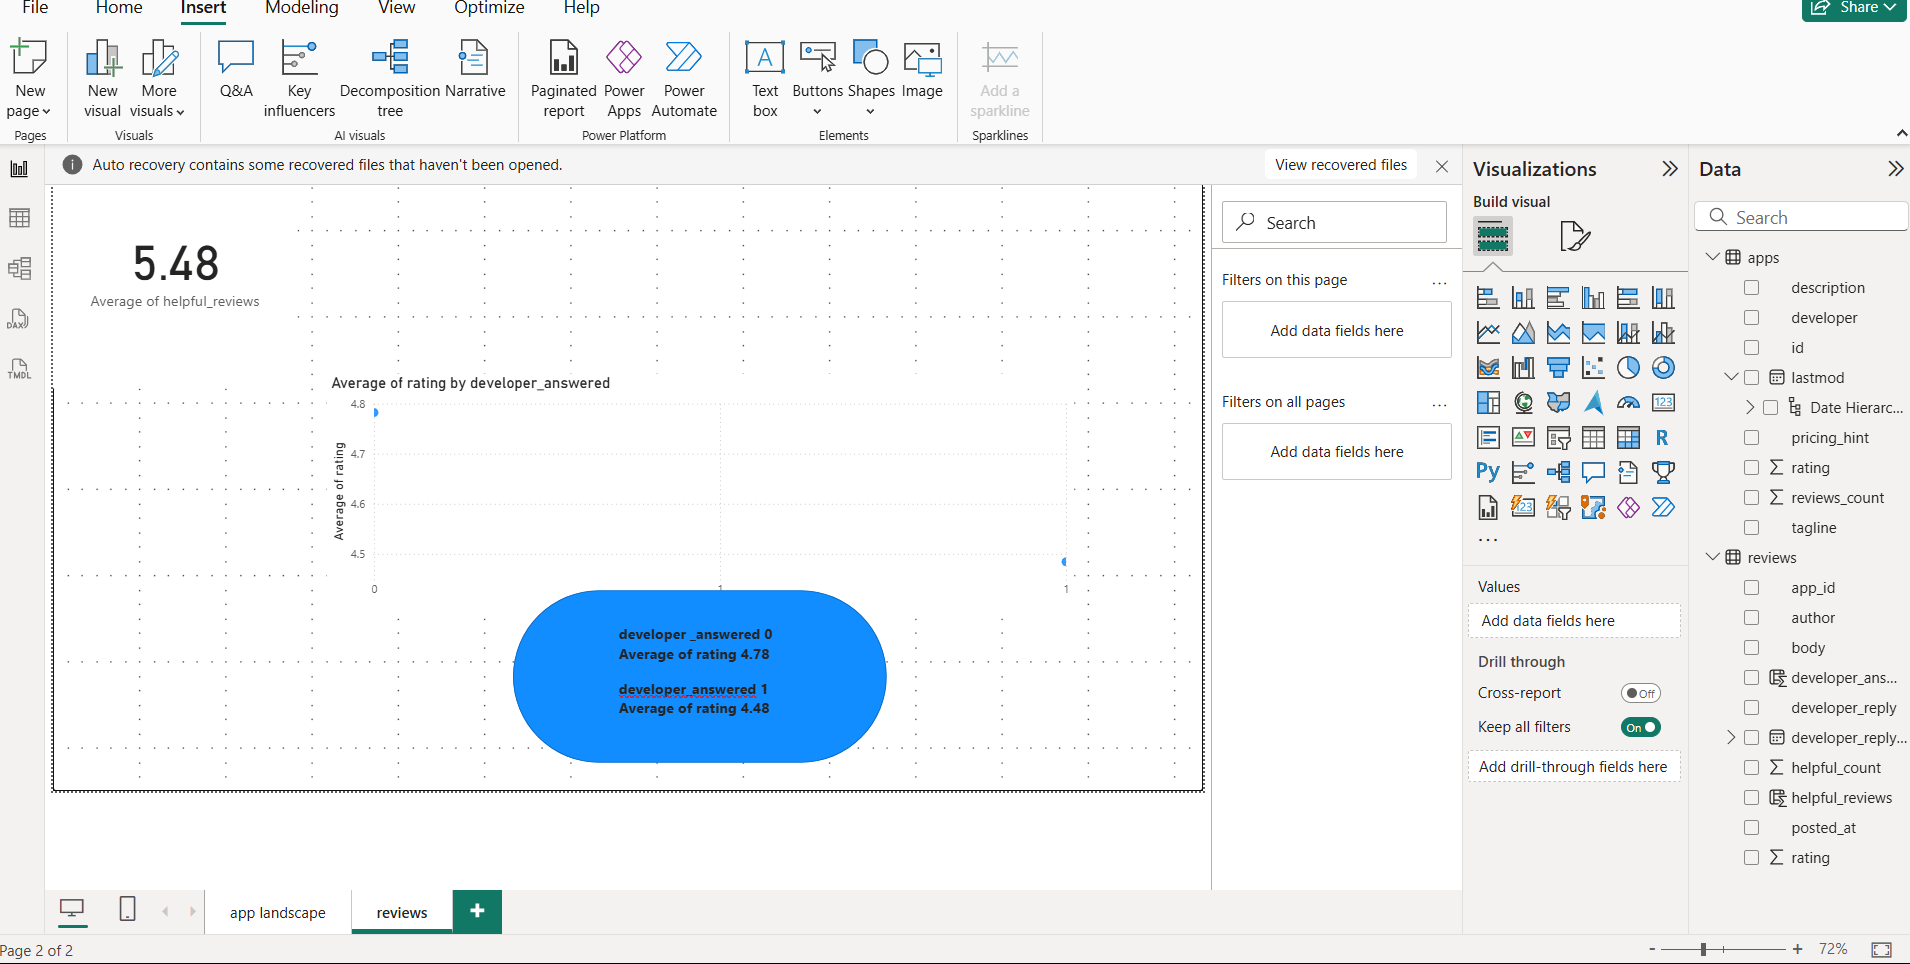 File Home Insert Modeling View Optimize Help
Share
New page
New visual
More visuals
Q&A
Key influencers
Decomposition tree
Narrative
Paginated report
Power Apps
Power Automate
Text box
Buttons
Shapes
Image
Add a sparkline
Pages
Visuals
AI visuals
Power Platform
Elements
Sparklines
Auto recovery contains some recovered files that haven't been opened.
View recovered files
DAX
TMDL
5.48
Average of helpful_reviews
Average of rating by developer_answered
Average of rating
4.8
4.7
4.6
4.5
0 1 1
developer _answered 0
Average of rating 4.78
developer_answered 1
Average of rating 4.48
Search
Filters on this page ...
Add data fields here
Filters on all pages ...
Add data fields here
Visualizations
Build visual
123
R
Py
123
...
Values
Add data fields here
Drill through
Cross-report Off
Keep all filters On
Add drill-through fields here
Data
Search
apps
description
developer
id
lastmod
Date Hierarc...
pricing_hint
rating
reviews_count
tagline
reviews
app_id
author
body
developer_ans...
developer_reply
developer_reply...
helpful_count
helpful_reviews
posted_at
rating
app landscape
reviews
+
Page 2 of 2
- + 72%